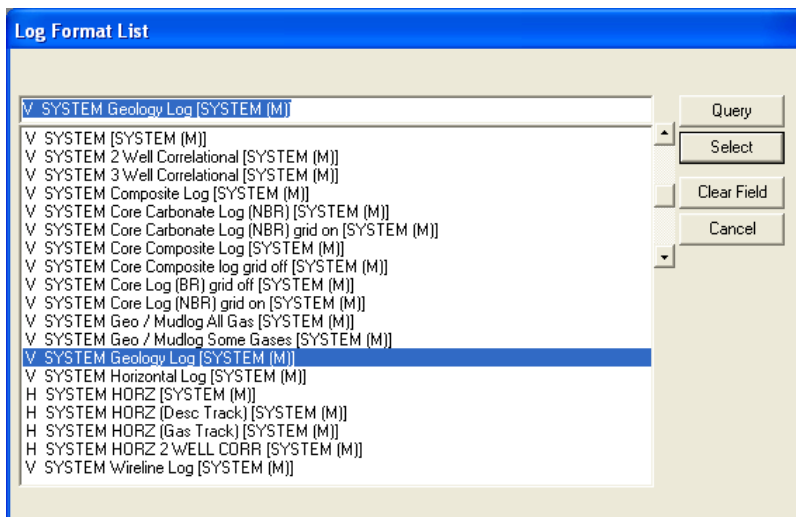 Log Format List
V SYSTEM Geology Log [SYSTEM (M)]
Query
Select
Clear Field
Cancel
V SYSTEM [SYSTEM (M)]
V SYSTEM 2 Well Correlational [SYSTEM (M)]
V SYSTEM 3 Well Correlational [SYSTEM (M)]
V SYSTEM Composite Log [SYSTEM (M)]
V SYSTEM Core Carbonate Log (NBR) [SYSTEM (M)]
V SYSTEM Core Carbonate Log (NBR) grid on [SYSTEM (M)]
V SYSTEM Core Composite Log [SYSTEM (M)]
V SYSTEM Core Composite log grid off [SYSTEM (M)]
V SYSTEM Core Log (BR) grid off [SYSTEM (M)]
V SYSTEM Core Log (NBR) grid on [SYSTEM (M)]
V SYSTEM Geo / Mudlog All Gas [SYSTEM (M)]
V SYSTEM Geo / Mudlog Some Gases [SYSTEM (M)]
V SYSTEM Geology Log [SYSTEM (M)]
V SYSTEM Horizontal Log [SYSTEM (M)]
H SYSTEM HORZ [SYSTEM (M)]
H SYSTEM HORZ (Desc Track) [SYSTEM (M)]
H SYSTEM HORZ (Gas Track) [SYSTEM (M)]
H SYSTEM HORZ 2 WELL CORR [SYSTEM (M)]
V SYSTEM Wireline Log [SYSTEM (M)]